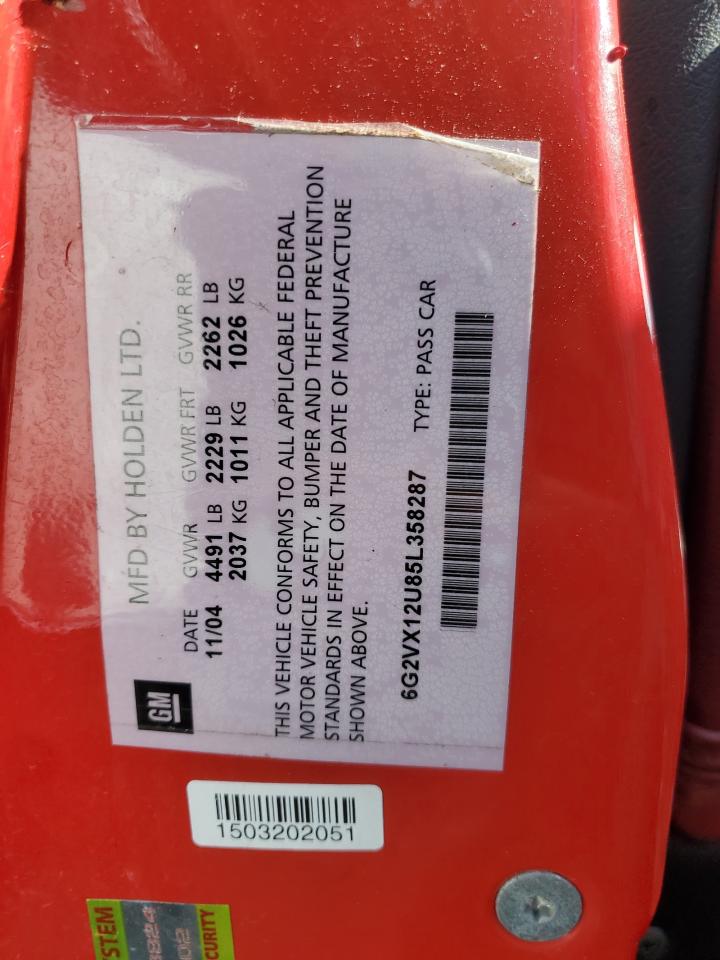 MFD BY HOLDEN LTD.
GM
DATE GVWR GVWR FRT GVWR RR
11/04 4491 LB 2229 LB 2262 LB
2037 KG 1011 KG 1026 KG
THIS VEHICLE CONFORMS TO ALL APPLICABLE FEDERAL
MOTOR VEHICLE SAFETY, BUMPER AND THEFT PREVENTION
STANDARDS IN EFFECT ON THE DATE OF MANUFACTURE
SHOWN ABOVE.
6G2VX12U85L358287 TYPE: PASS CAR
1503202051